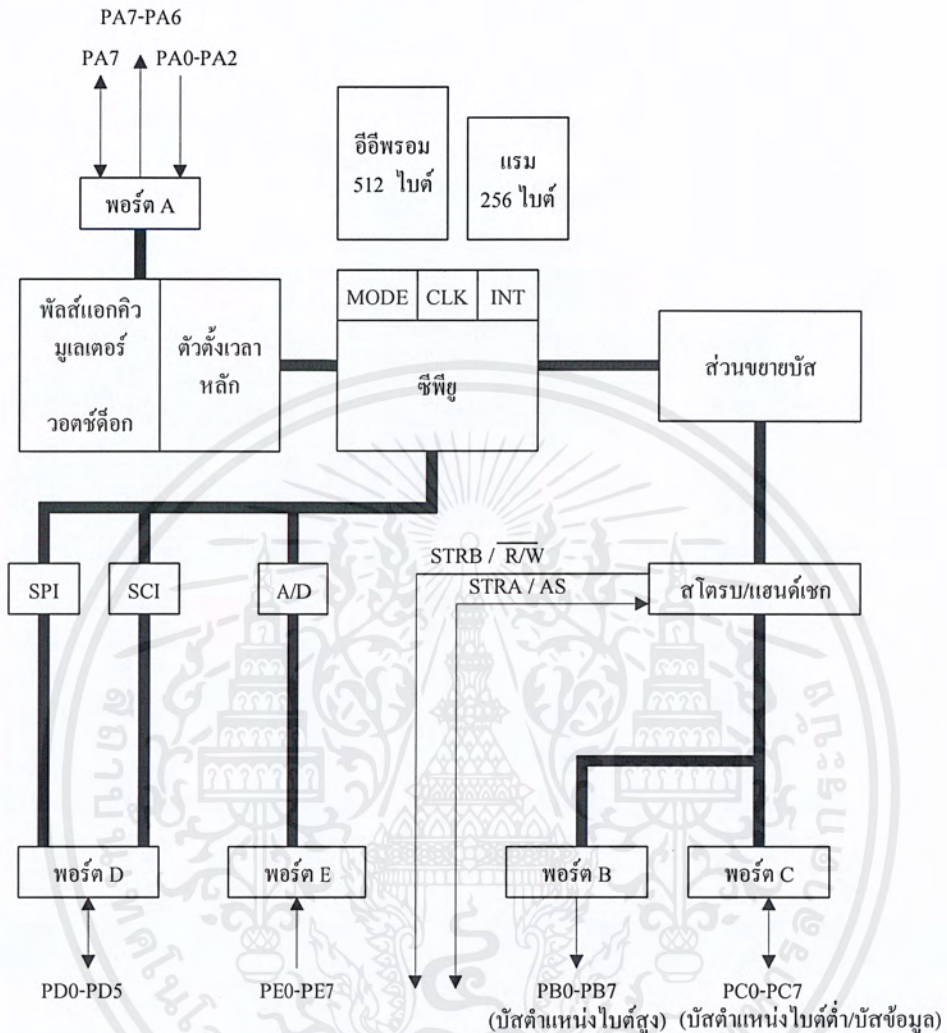 PA7-PA6
PA7
PA0-PA2
พอร์ต A
อีอีพรอม
512 ไบต์
แรม
256 ไบต์
พัลส์แอกคิว
มูเลเตอร์
วอตช์ด็อก
ตัวตั้งเวลา
หลัก
MODE
CLK
INT
ซีพียู
ส่วนขยายบัส
SPI
SCI
A/D
STRB / R/W
STRA / AS
สโตรบ/แฮนด์เชก
พอร์ต D
พอร์ต E
พอร์ต B
พอร์ต C
PD0-PD5
PE0-PE7
PB0-PB7
(บัสตำแหน่งไบต์สูง)
PC0-PC7
(บัสตำแหน่งไบต์ต่ำ/บัสข้อมูล)